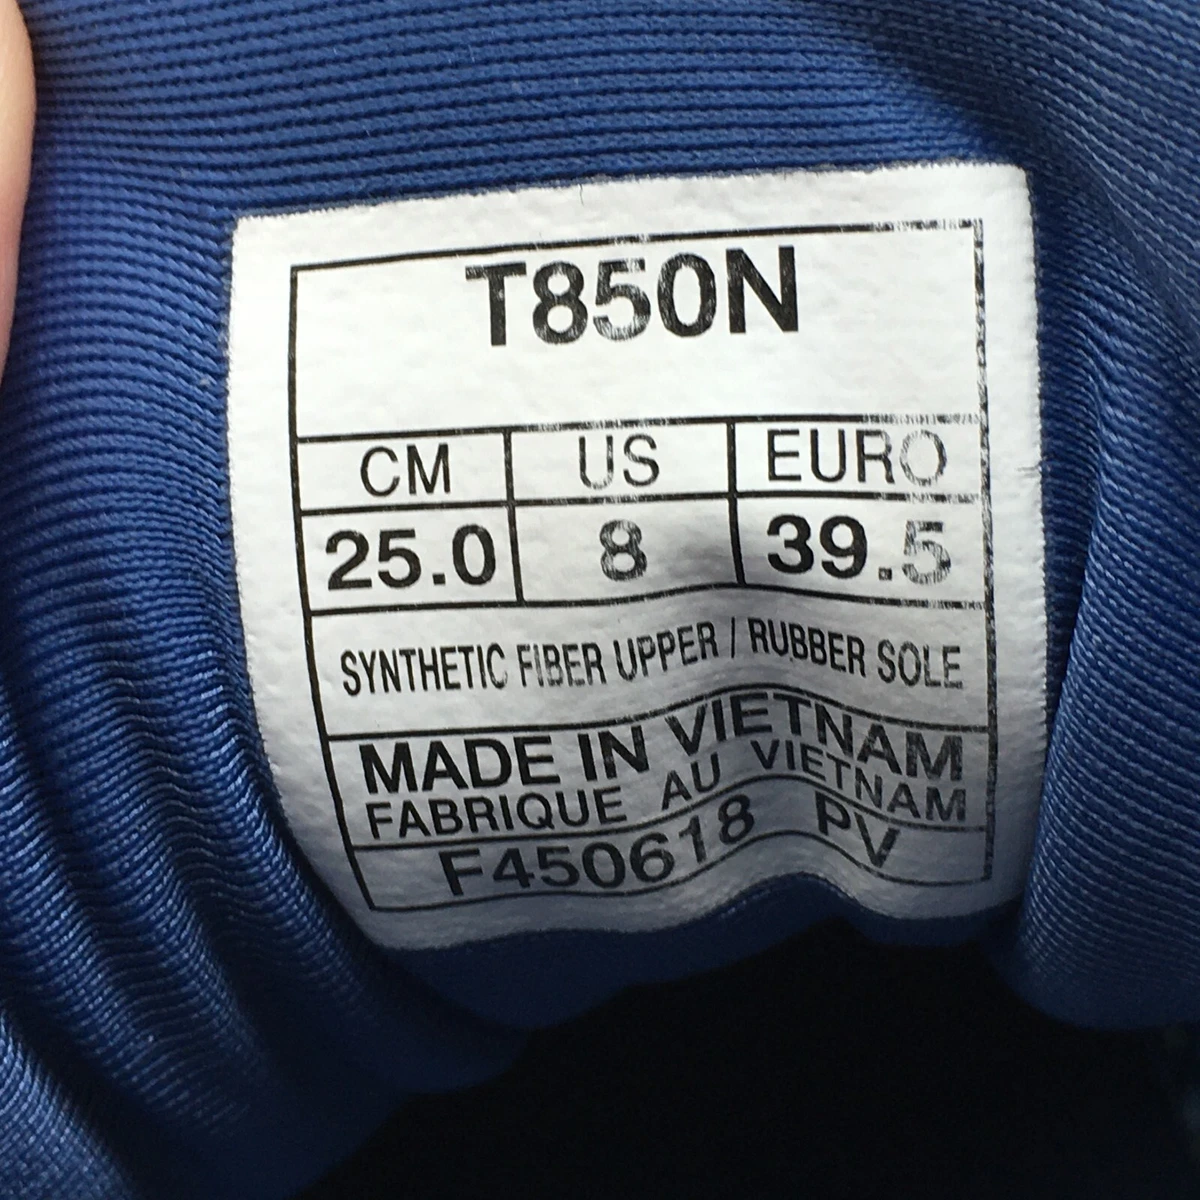 T850N
CM US EURO
25.0 8 39.5
SYNTHETIC FIBER UPPER / RUBBER SOLE
MADE IN VIETNAM
FABRIQUE AU VIETNAM
F450618 PV